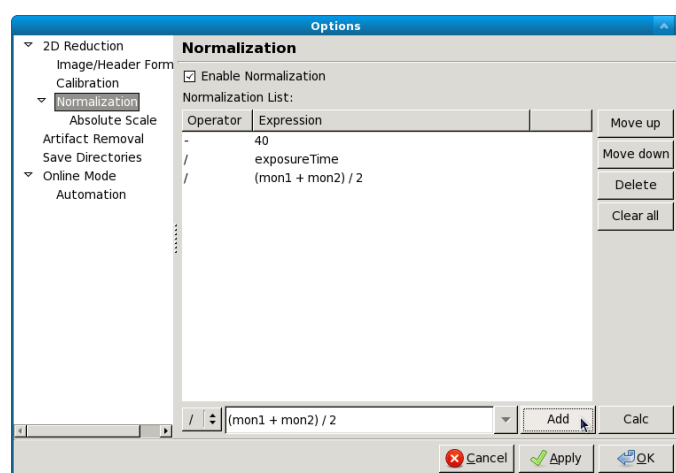 Options
2D Reduction
Image/Header Form
Calibration
Normalization
Absolute Scale
Artifact Removal
Save Directories
Online Mode
Automation
Normalization
Enable Normalization
Normalization List:
Operator Expression
- 40
/ exposureTime
/ (mon1 + mon2) / 2
Move up
Move down
Delete
Clear all
/ (mon1 + mon2) / 2 Add Calc
Cancel Apply OK